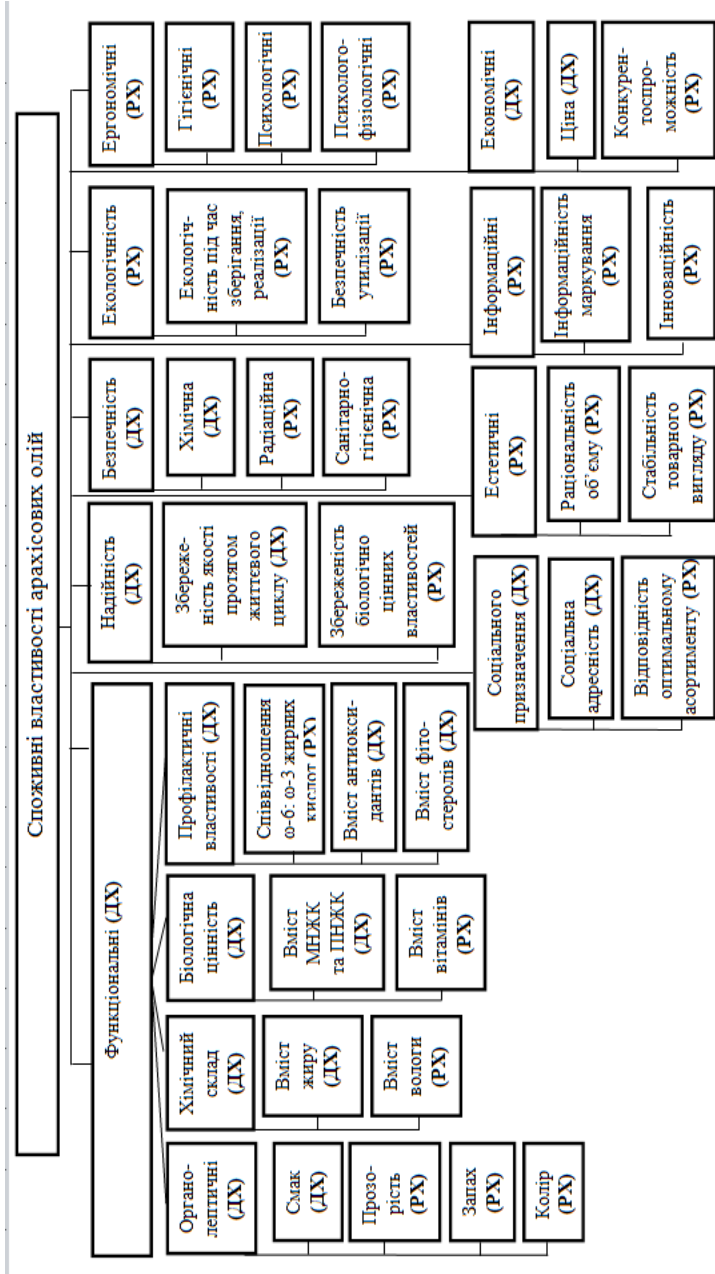 Споживні властивості арахісових олій
Функціональні (ДХ)
Органо-
лептичні
(ДХ)
Смак
(ДХ)
Прозо-
рість
(РХ)
Запах
(РХ)
Колір
(РХ)
Хімічний
склад
(ДХ)
Вміст
жиру
(ДХ)
Вміст
вологи
(РХ)
Біологічна
цінність
(ДХ)
Вміст
МНЖК
та ПНЖК
(ДХ)
Вміст
вітамінів
(РХ)
Профілактичні
властивості (ДХ)
Співвідношення
ω-6: ω-3 жирних
кислот (РХ)
Вміст антиокси-
дантів (ДХ)
Вміст фіто-
стеролів (ДХ)
Надійність
(ДХ)
Збереже-
ність якості
протягом
життєвого
циклу (ДХ)
Збереженість
біологічно
цінних
властивостей
(РХ)
Безпечність
(ДХ)
Хімічна
(ДХ)
Радіаційна
(РХ)
Санітарно-
гігієнічна
(РХ)
Екологічність
(РХ)
Екологіч-
ність під час
зберігання,
реалізації
(РХ)
Безпечність
утилізації
(РХ)
Ергономічні
(РХ)
Гігієнічні
(РХ)
Психологічні
(РХ)
Психолого-
фізіологічні
(РХ)
Соціального
призначення (ДХ)
Соціальна
адресність (ДХ)
Відповідність
оптимальному
асортименту (РХ)
Естетичні
(РХ)
Раціональність
об`єму (РХ)
Стабільність
товарного
вигляду (РХ)
Інформаційні
(РХ)
Інформаційність
маркування
(РХ)
Інноваційність
(РХ)
Економічні
(ДХ)
Ціна (ДХ)
Конкурен-
тоспро-
можність
(РХ)